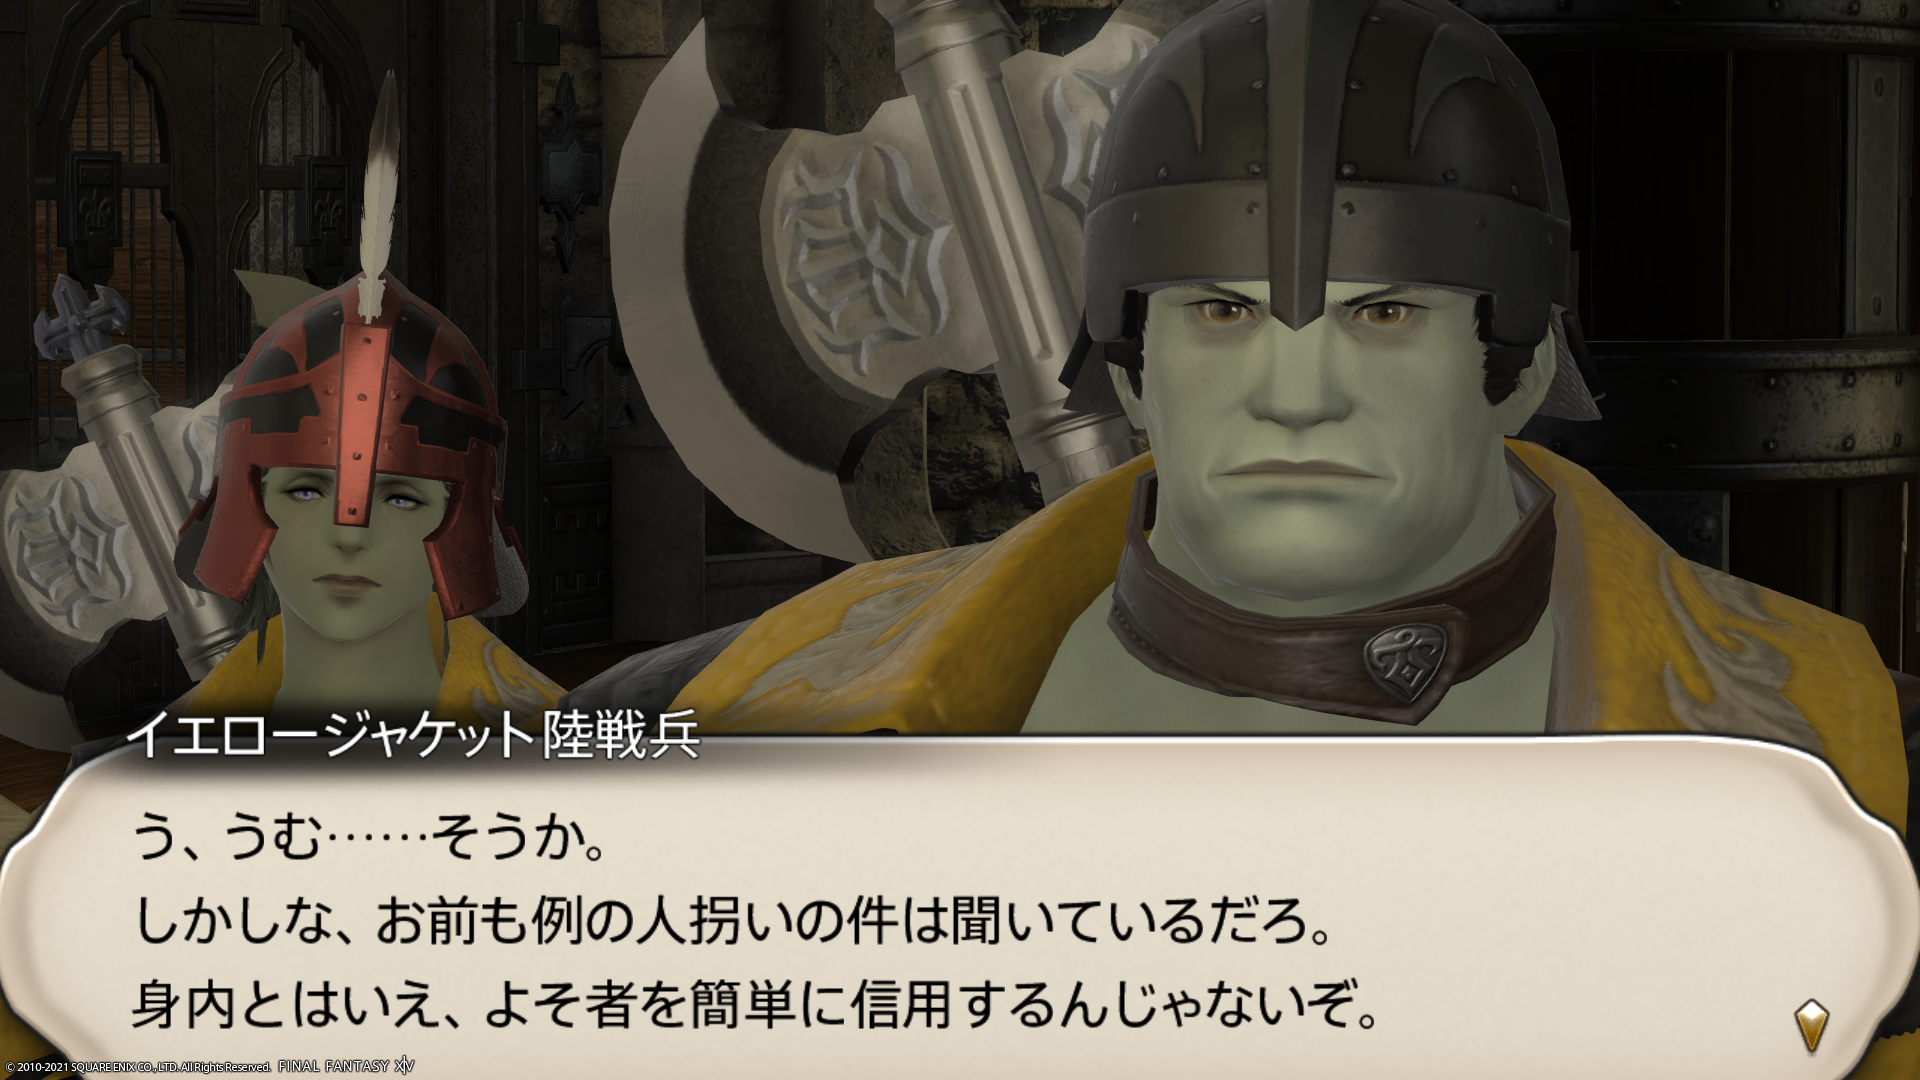 イエロージャケット陸戦兵
う、うむ……そうか。
しかしな、お前も例の人拐いの件は聞いているだろ。
身内とはいえ、よそ者を簡単に信用するんじゃないぞ。
© 2010-2021 SQUARE ENIX CO., LTD. All Rights Reserved. FINAL FANTASY XIV